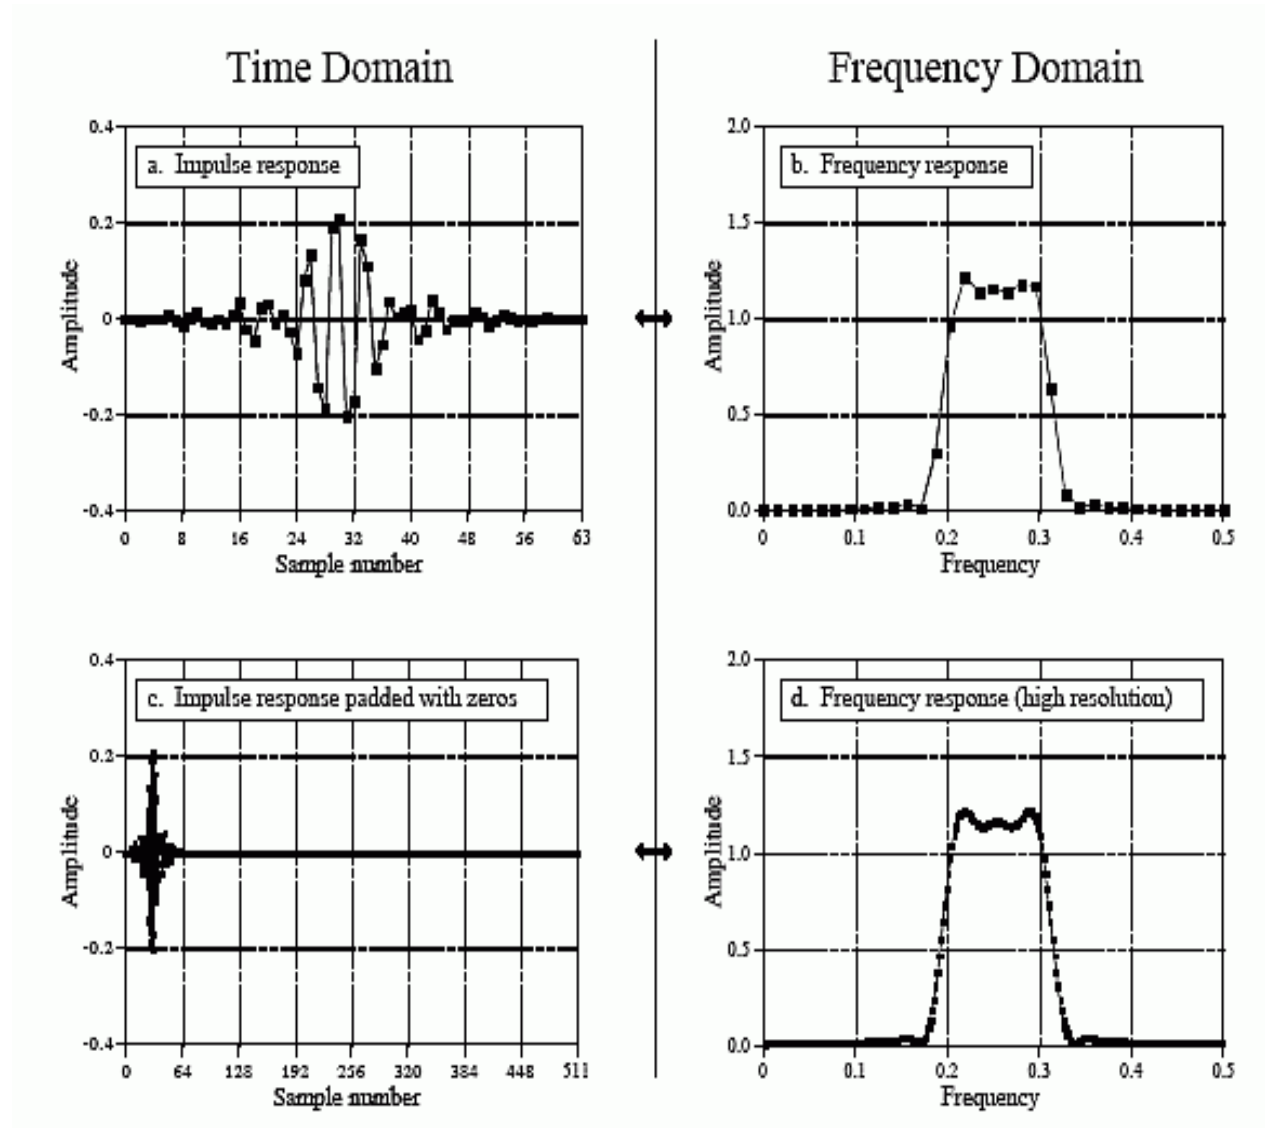 Time Domain
Frequency Domain
a. Impulse response
0.4
0.2
0
-0.2
-0.4
Amplitude
0 8 16 24 32 40 48 56 63
Sample number
b. Frequency response
2.0
1.5
1.0
0.5
0.0
Amplitude
0 0.1 0.2 0.3 0.4 0.5
Frequency
c. Impulse response padded with zeros
0.4
0.2
0
-0.2
-0.4
Amplitude
0 64 128 192 256 320 384 448 511
Sample number
d. Frequency response (high resolution)
2.0
1.5
1.0
0.5
0.0
Amplitude
0 0.1 0.2 0.3 0.4 0.5
Frequency